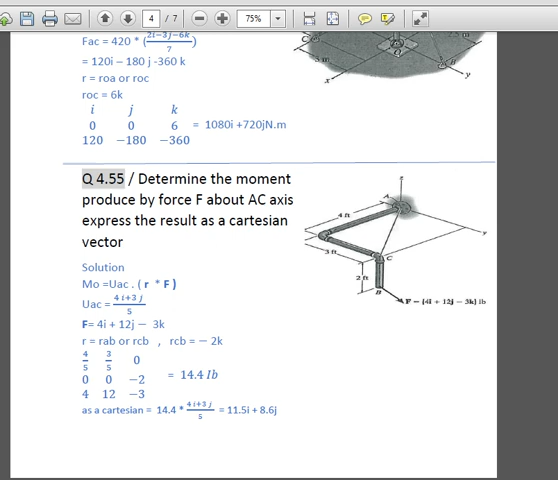 4 / 7
75%
Fac = 420 * (2i−3j−6k/7)
= 120i − 180 j -360 k
r = roa or roc
roc = 6k
i j k
0 0 6 = 1080i +720jN.m
120 −180 −360
3 m
2.5 m
O
B
x
y
Q 4.55 / Determine the moment
produce by force F about AC axis
express the result as a cartesian
vector
Solution
Mo =Uac . ( r * F )
Uac = 4 i+3 j/5
F= 4i + 12j − 3k
r = rab or rcb , rcb = − 2k
4/5 3/5 0
0 0 −2 = 14.4 Ib
4 12 −3
as a cartesian = 14.4 * 4 i+3 j/5 = 11.5i + 8.6j
z
A
4 ft
y
3 ft
C
2 ft
B
F = {4i + 12j − 3k} lb